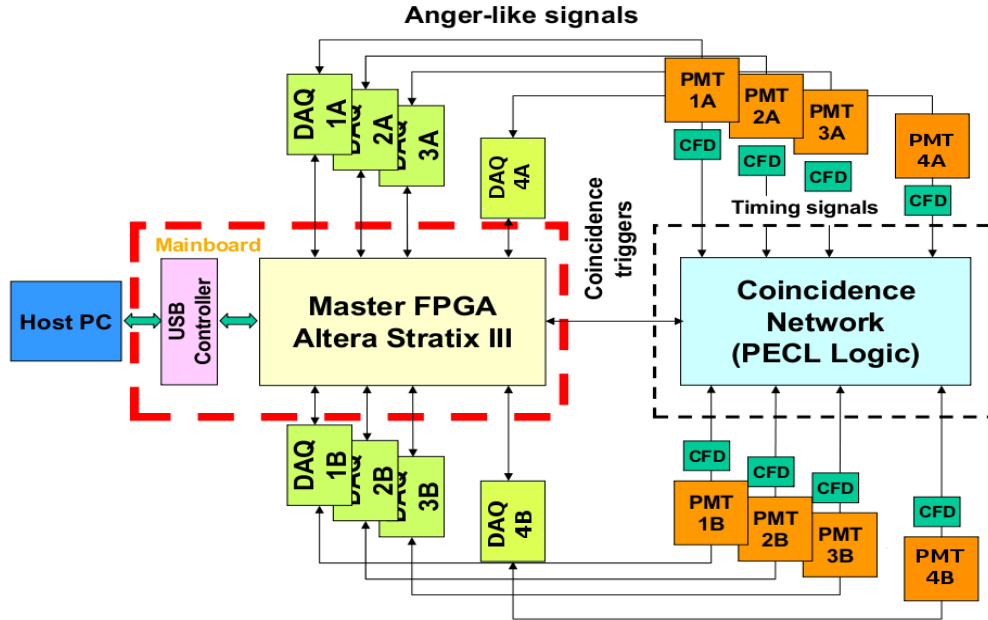 Anger-like signals
DAQ
1A
DAQ
2A
DAQ
3A
DAQ
4A
PMT
1A
PMT
2A
PMT
3A
PMT
4A
CFD
CFD
CFD
CFD
Timing signals
Coincidence
triggers
Mainboard
Host PC
USB
Controller
Master FPGA
Altera Stratix III
Coincidence
Network
(PECL Logic)
DAQ
1B
DAQ
2B
DAQ
3B
DAQ
4B
CFD
CFD
CFD
CFD
PMT
1B
PMT
2B
PMT
3B
PMT
4B